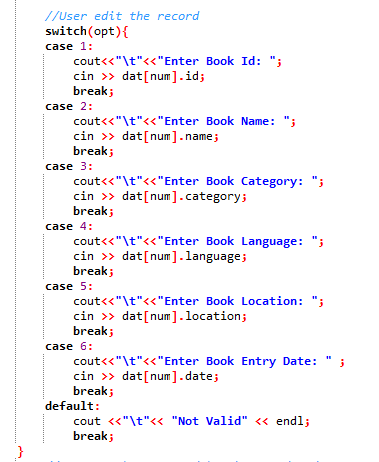 //User edit the record
switch(opt){
case 1:
cout<<"\t"<<"Enter Book Id: ";
cin >> dat[num].id;
break;
case 2:
cout<<"\t"<<"Enter Book Name: ";
cin >> dat[num].name;
break;
case 3:
cout<<"\t"<<"Enter Book Category: ";
cin >> dat[num].category;
break;
case 4:
cout<<"\t"<<"Enter Book Language: ";
cin >> dat[num].language;
break;
case 5:
cout<<"\t"<<"Enter Book Location: ";
cin >> dat[num].location;
break;
case 6:
cout<<"\t"<<"Enter Book Entry Date: " ;
cin >> dat[num].date;
break;
default:
cout <<"\t"<< "Not Valid" << endl;
break;
}